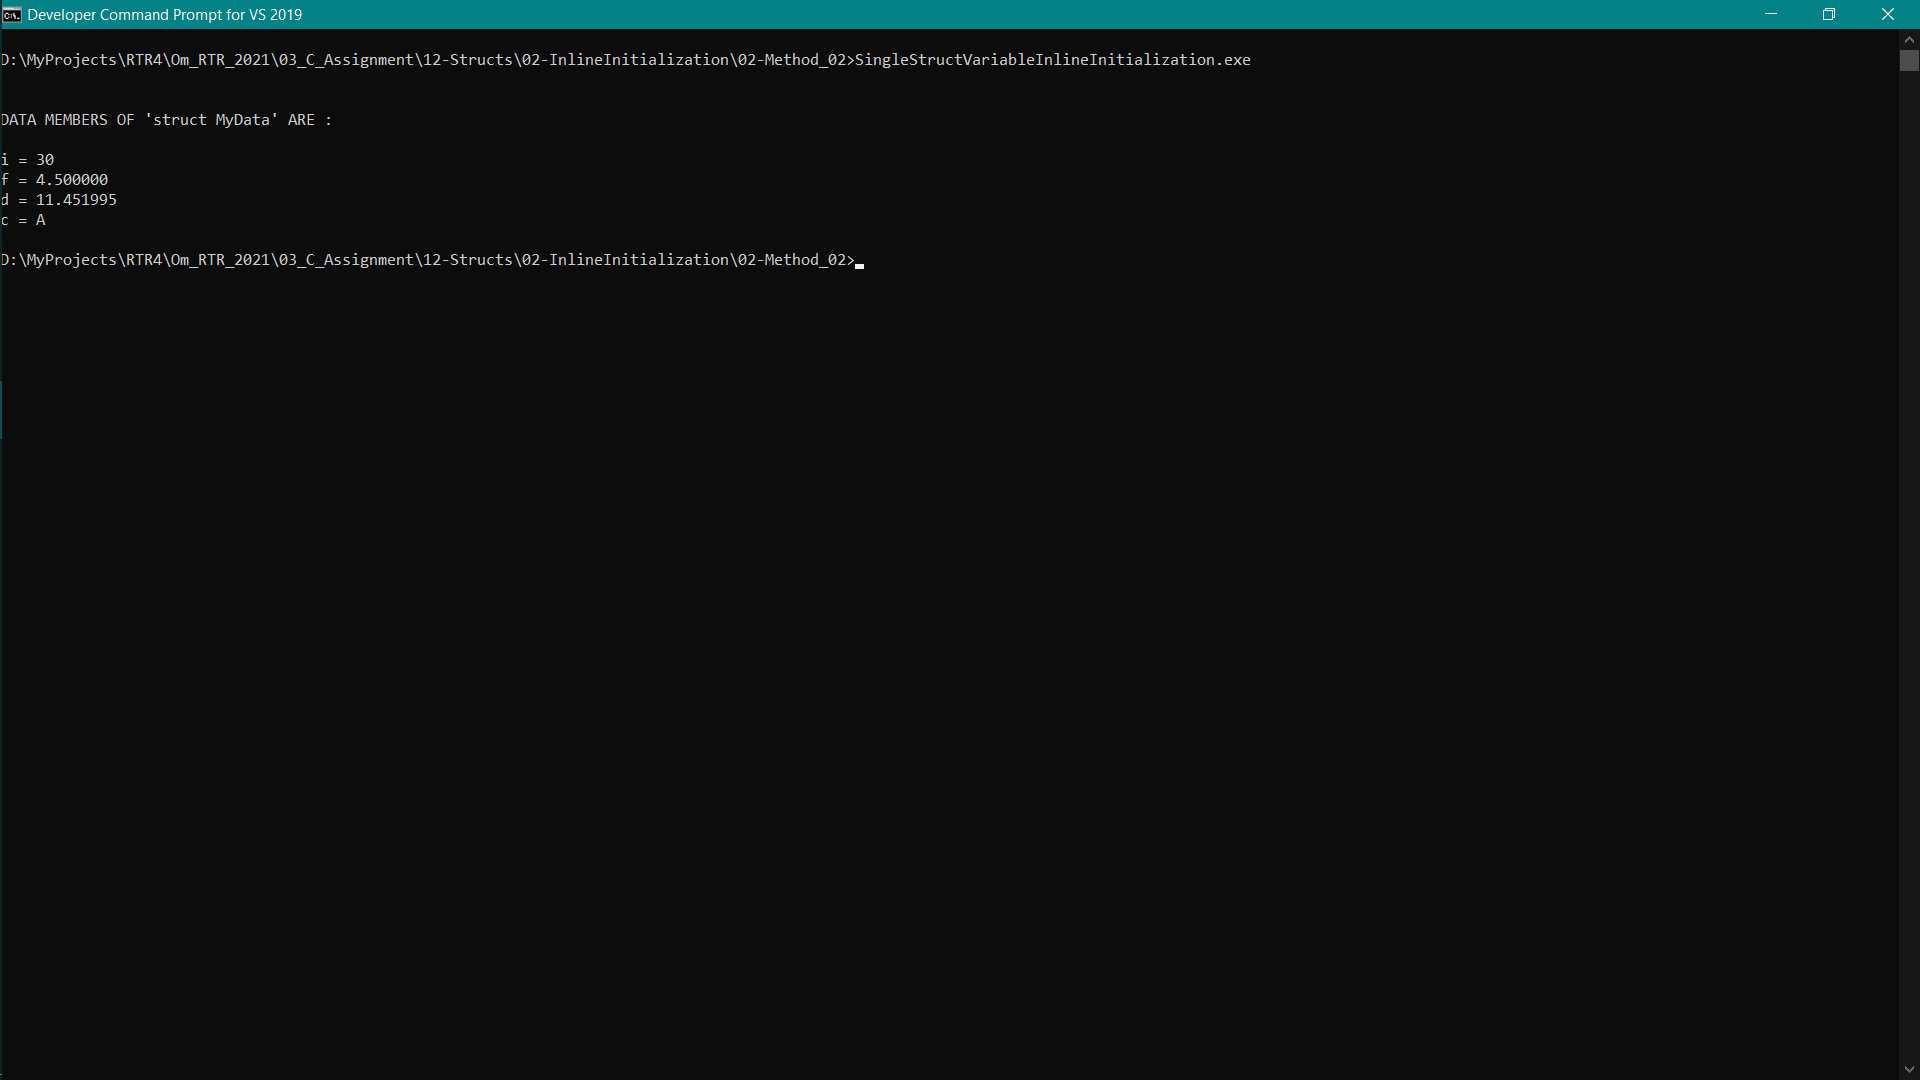 Developer Command Prompt for VS 2019
D:\MyProjects\RTR4\Om_RTR_2021\03_C_Assignment\12-Structs\02-InlineInitialization\02-Method_02>SingleStructVariableInlineInitialization.exe
DATA MEMBERS OF 'struct MyData' ARE :
i = 30
f = 4.500000
d = 11.451995
c = A
D:\MyProjects\RTR4\Om_RTR_2021\03_C_Assignment\12-Structs\02-InlineInitialization\02-Method_02>